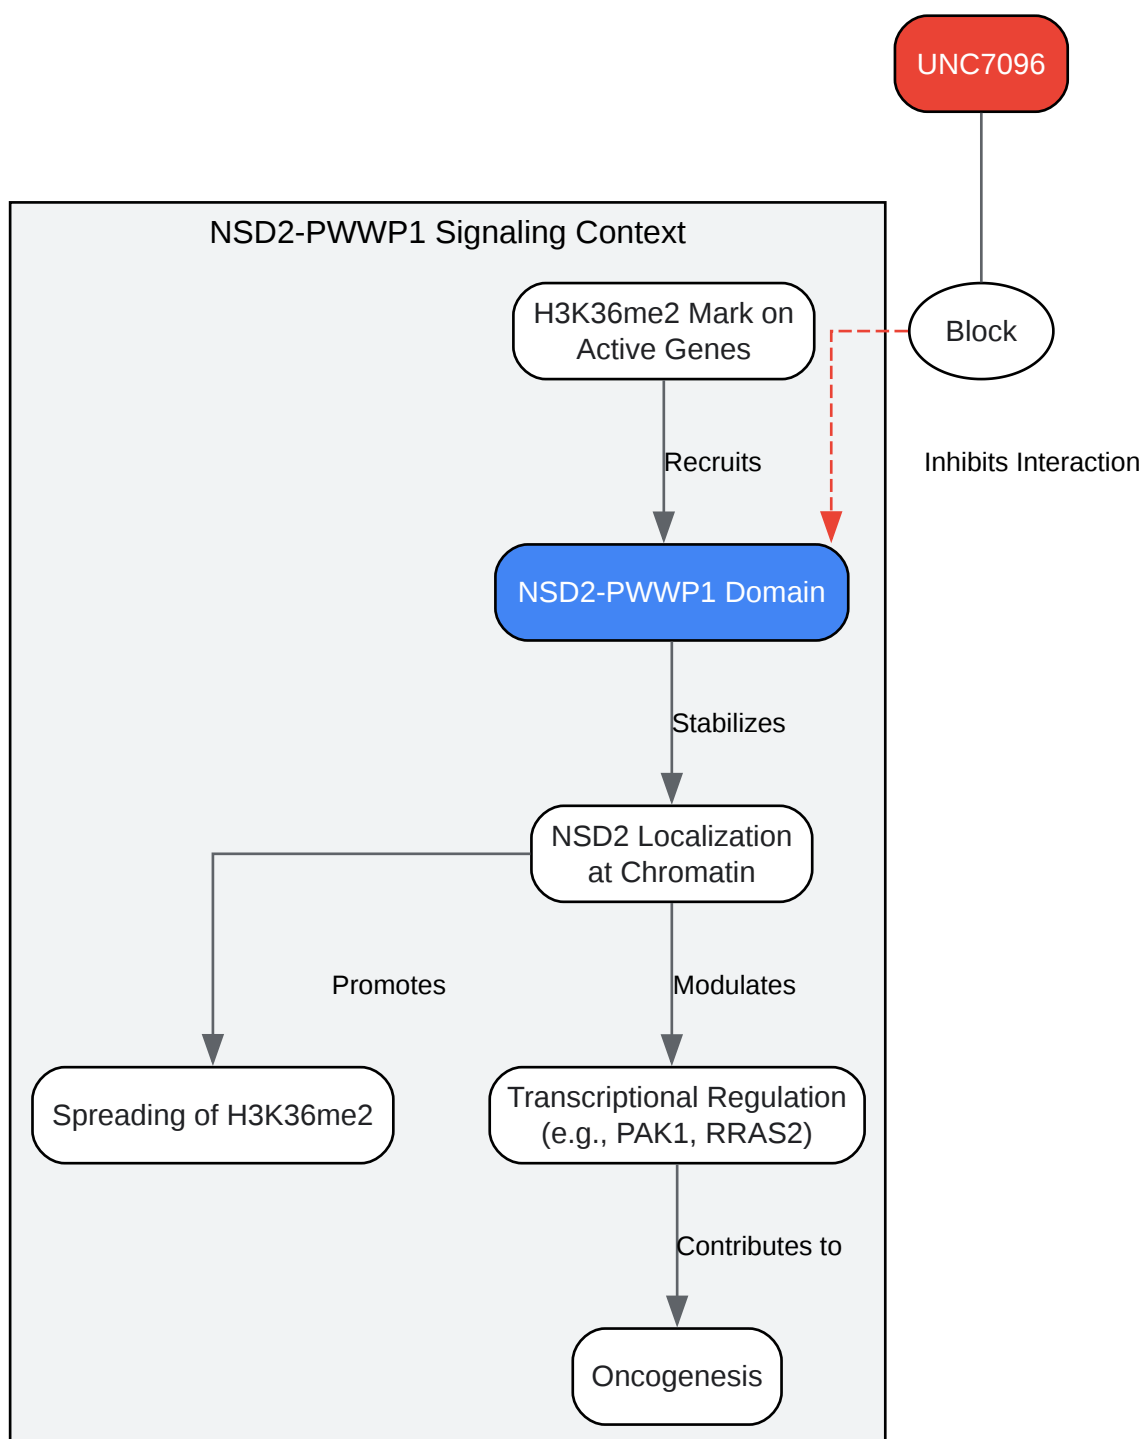 UNC7096
NSD2-PWWP1 Signaling Context
H3K36me2 Mark on
Active Genes
Block
Recruits
Inhibits Interaction
NSD2-PWWP1 Domain
Stabilizes
NSD2 Localization
at Chromatin
Promotes
Modulates
Spreading of H3K36me2
Transcriptional Regulation
(e.g., PAK1, RRAS2)
Contributes to
Oncogenesis